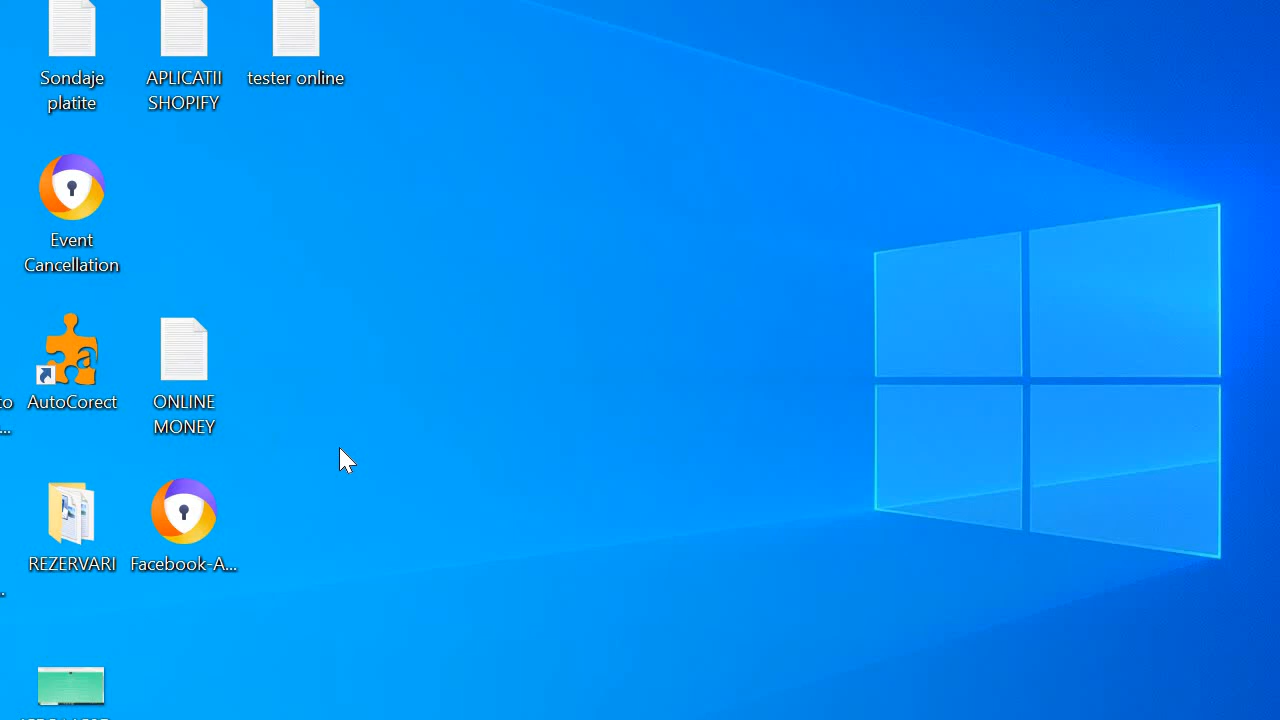 Sondaje
platite
APLICATII
SHOPIFY
tester online
Event
Cancellation
AutoCorect
ONLINE
MONEY
REZERVARI
Facebook-A...